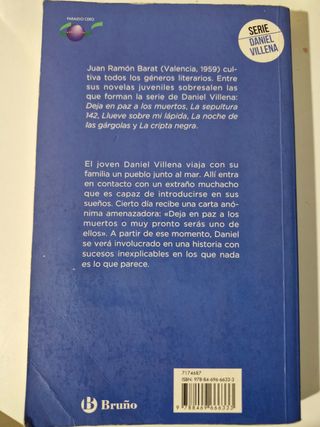 PARALELO CERO
SERIE
DANIEL
VILLENA
Juan Ramón Barat (Valencia, 1959) cul-
tiva todos los géneros literarios. Entre
sus novelas juveniles sobresalen las
que forman la serie de Daniel Villena:
Deja en paz a los muertos, La sepultura
142, Llueve sobre mi lápida, La noche de
las gárgolas y La cripta negra.
El joven Daniel Villena viaja con su
familia un pueblo junto al mar. Allí entra
en contacto con un extraño muchacho
que es capaz de introducirse en sus
sueños. Cierto día recibe una carta anó-
nima amenazadora: «Deja en paz a los
muertos o muy pronto serás uno de
ellos». A partir de ese momento, Daniel
se verá involucrado en una historia con
sucesos inexplicables en los que nada
es lo que parece.
7174687
ISBN: 978-84-696-6633-3
9 788469 666333
Bruño